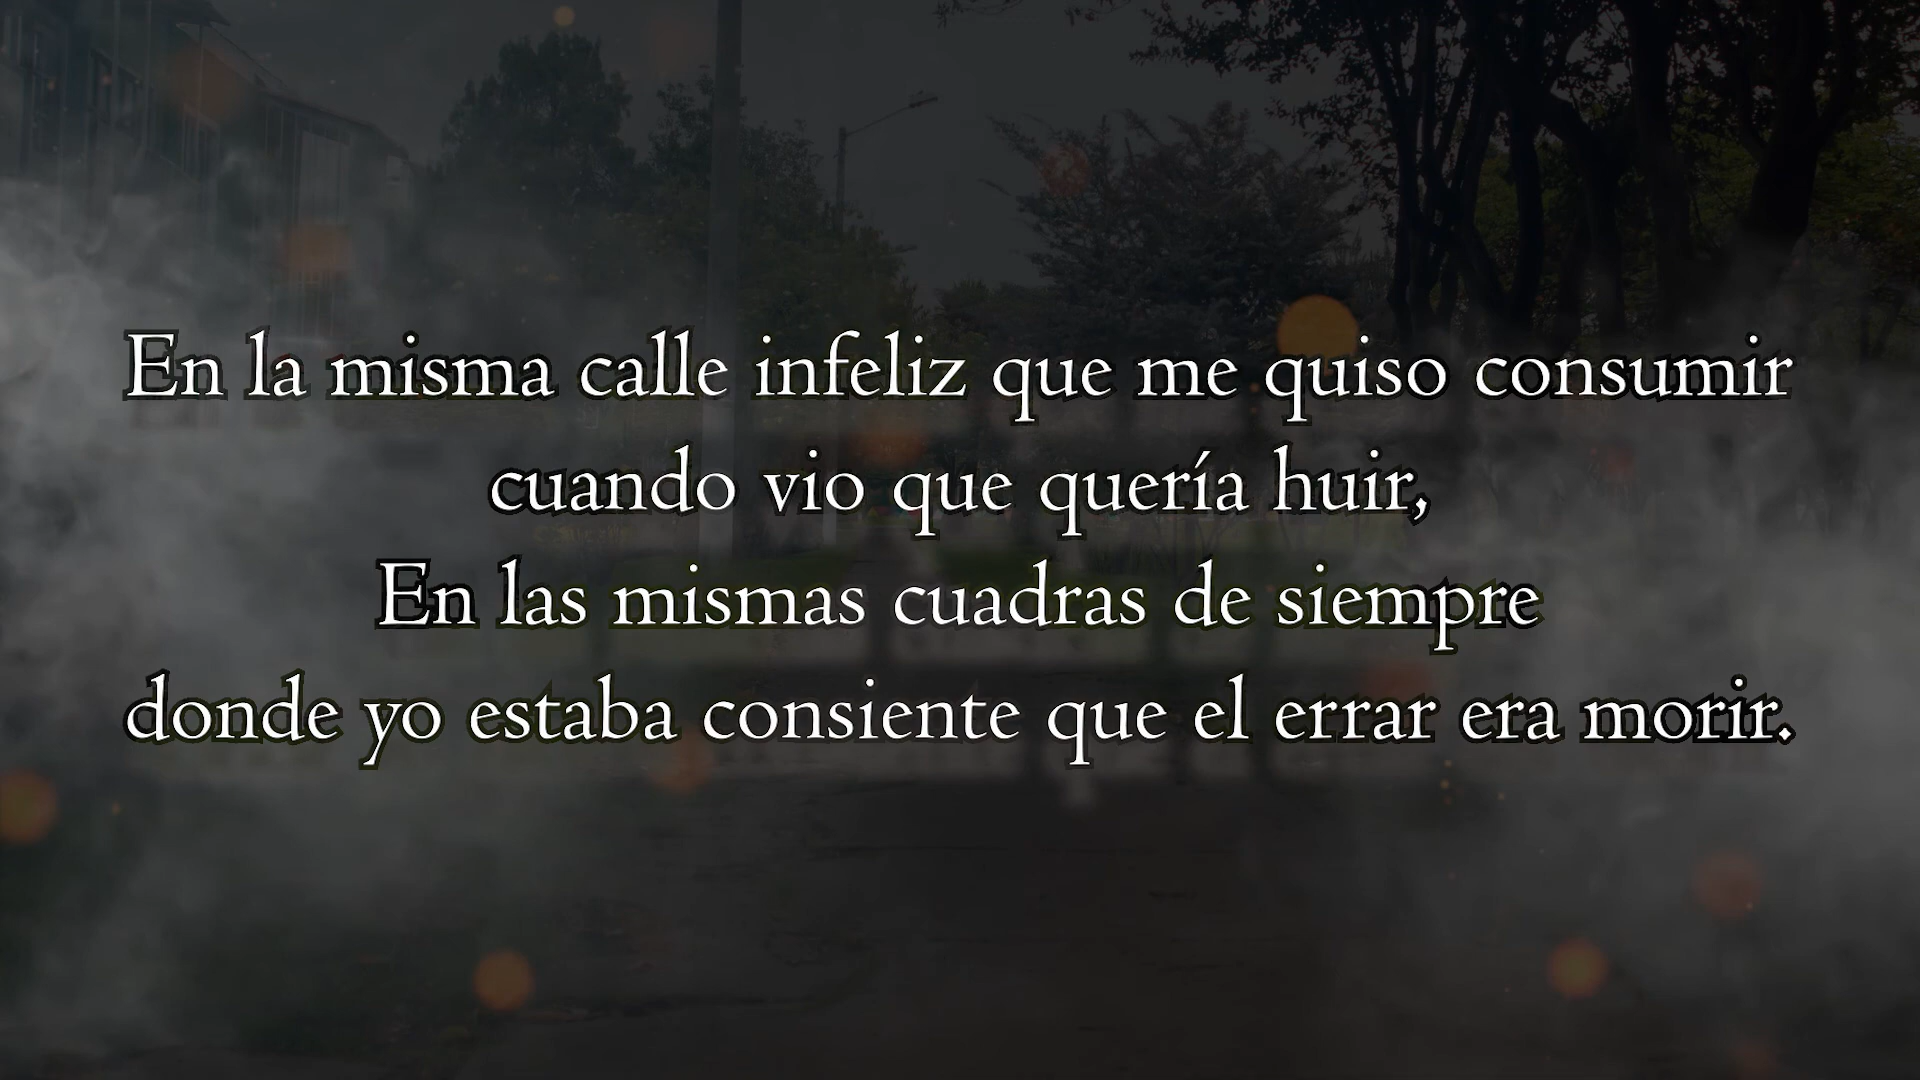 En la misma calle infeliz que me quiso consumir
cuando vio que quería huir,
En las mismas cuadras de siempre
donde yo estaba consiente que el errar era morir.